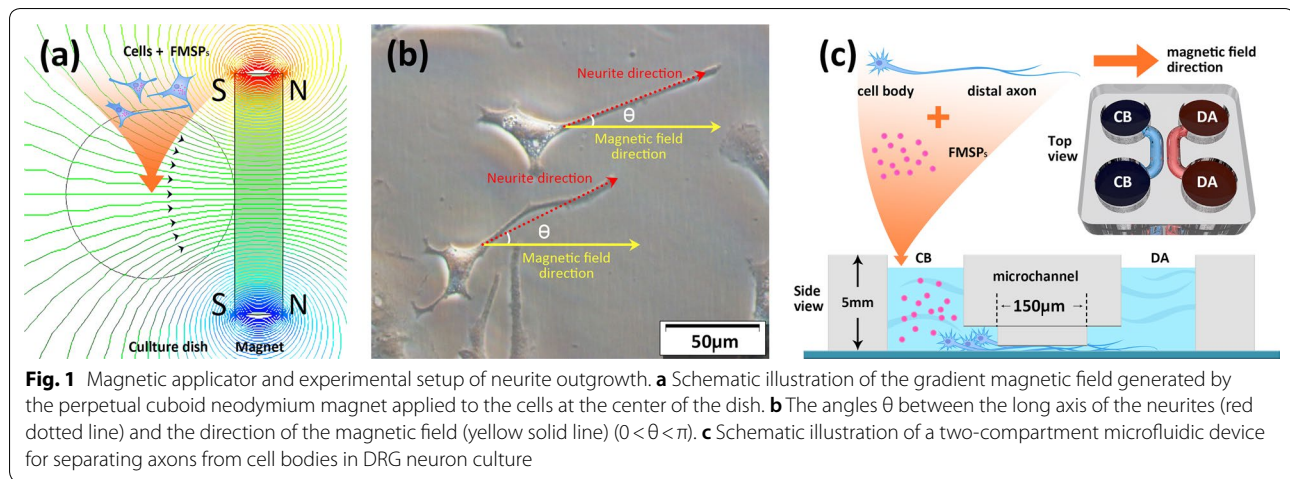 (a)
Cells + FMSPs
S
N
S
N
Cullture dish
Magnet
(b)
Neurite direction
θ
Magnetic field
direction
Neurite direction
θ
Magnetic field
direction
50μm
(c)
magnetic field
direction
cell body
distal axon
FMSPs
Top
view
CB
DA
CB
DA
CB
DA
microchannel
Side
view
5mm
150μm
Fig. 1 Magnetic applicator and experimental setup of neurite outgrowth. a Schematic illustration of the gradient magnetic field generated by
the perpetual cuboid neodymium magnet applied to the cells at the center of the dish. b The angles θ between the long axis of the neurites (red
dotted line) and the direction of the magnetic field (yellow solid line) (0 < θ < π). c Schematic illustration of a two-compartment microfluidic device
for separating axons from cell bodies in DRG neuron culture